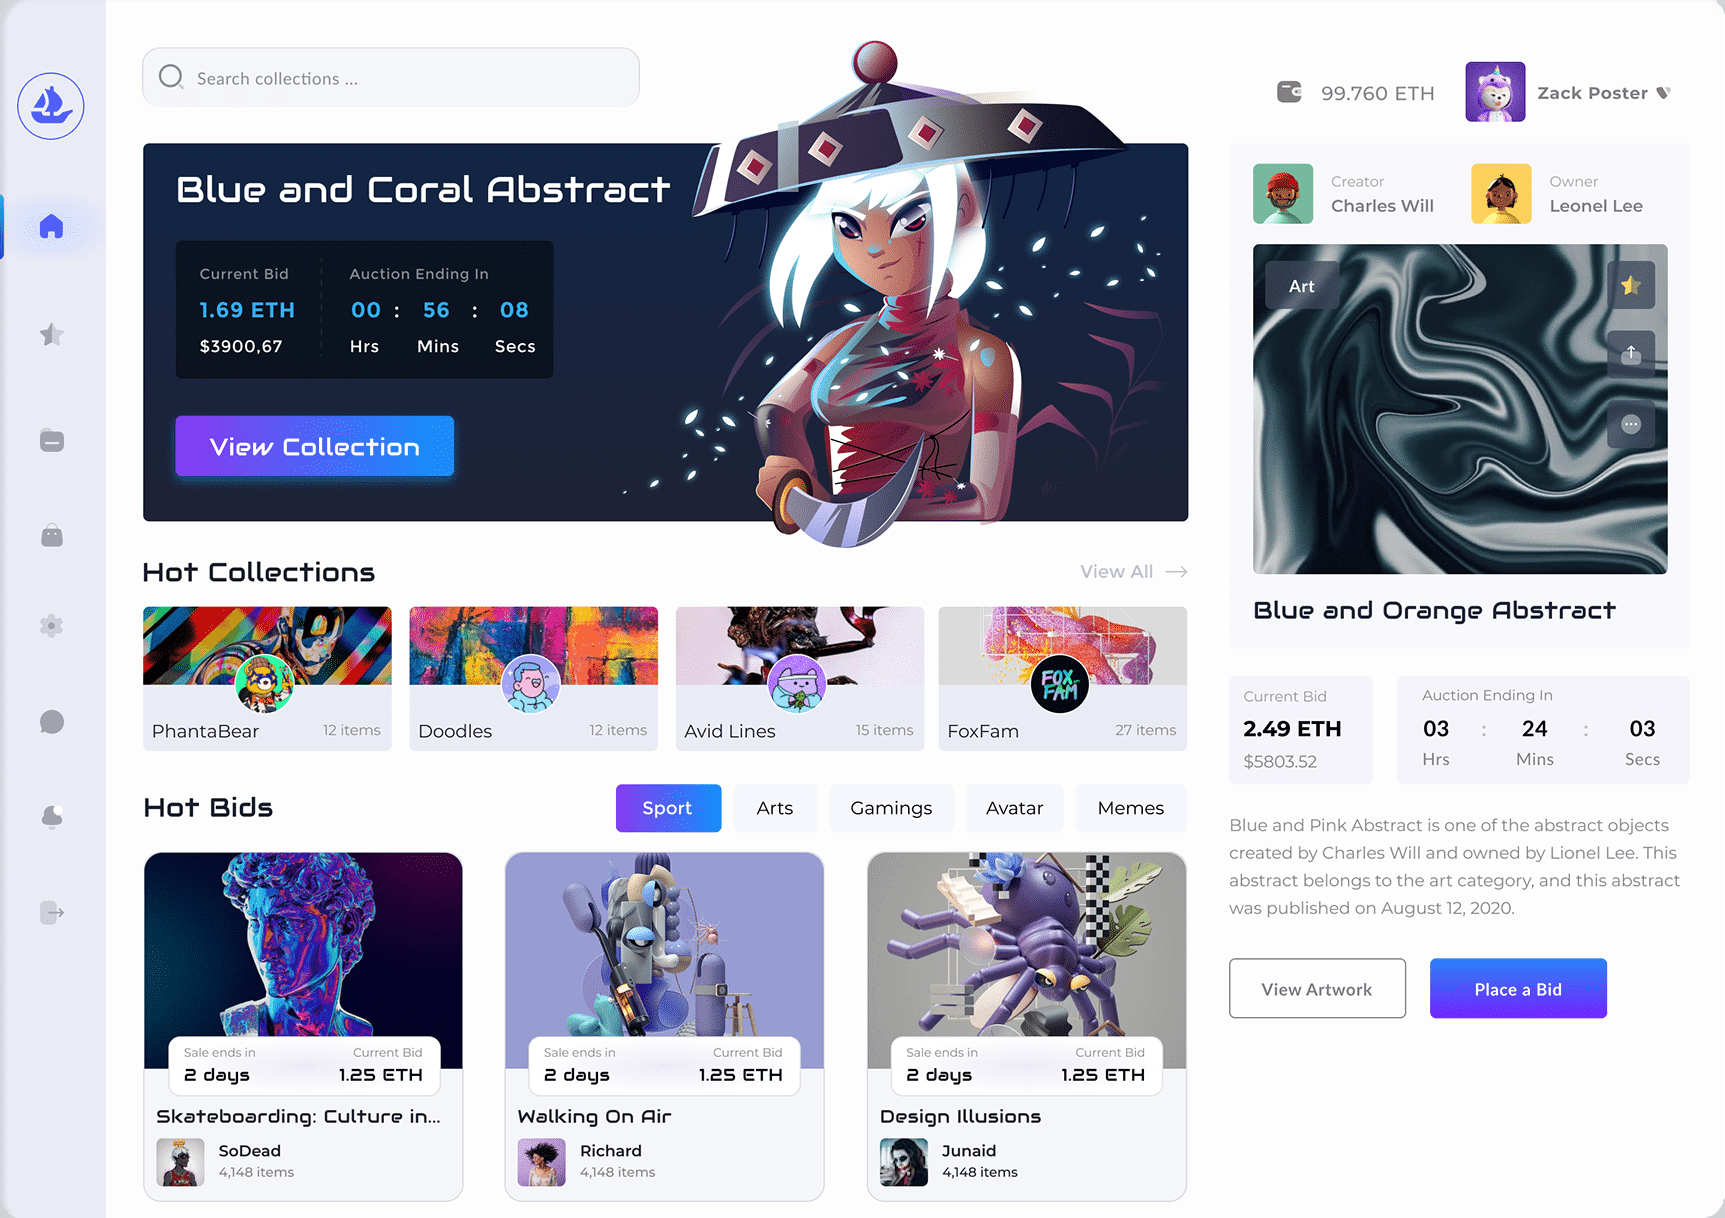 Search collections ...
99.760 ETH
Zack Poster
Blue and Coral Abstract
Current Bid
Auction Ending In
1.69 ETH
00 : 56 : 08
$3900,67
Hrs Mins Secs
View Collection
Creator
Charles Will
Owner
Leonel Lee
Art
Blue and Orange Abstract
Current Bid
2.49 ETH
$5803.52
Auction Ending In
03 : 24 : 03
Hrs Mins Secs
Blue and Pink Abstract is one of the abstract objects
created by Charles Will and owned by Lionel Lee. This
abstract belongs to the art category, and this abstract
was published on August 12, 2020.
View Artwork
Place a Bid
Hot Collections
View All
PhantaBear
12 items
Doodles
12 items
Avid Lines
15 items
FOX
FAM
FoxFam
27 items
Hot Bids
Sport
Arts
Gamings
Avatar
Memes
Sale ends in
Current Bid
2 days
1.25 ETH
Skateboarding: Culture in...
SoDead
4,148 items
Sale ends in
Current Bid
2 days
1.25 ETH
Walking On Air
Richard
4,148 items
Sale ends in
Current Bid
2 days
1.25 ETH
Design Illusions
Junaid
4,148 items